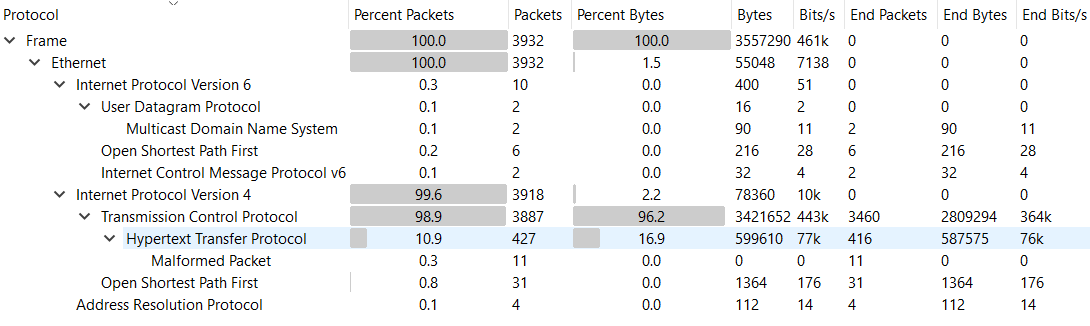 Protocol Percent Packets Packets Percent Bytes Bytes Bits/s End Packets End Bytes End Bits/s
Frame 100.0 3932 100.0 3557290 461k 0 0 0
Ethernet 100.0 3932 1.5 55048 7138 0 0 0
Internet Protocol Version 6 0.3 10 0.0 400 51 0 0 0
User Datagram Protocol 0.1 2 0.0 16 2 0 0 0
Multicast Domain Name System 0.1 2 0.0 90 11 2 90 11
Open Shortest Path First 0.2 6 0.0 216 28 6 216 28
Internet Control Message Protocol v6 0.1 2 0.0 32 4 2 32 4
Internet Protocol Version 4 99.6 3918 2.2 78360 10k 0 0 0
Transmission Control Protocol 98.9 3887 96.2 3421652 443k 3460 2809294 364k
Hypertext Transfer Protocol 10.9 427 16.9 599610 77k 416 587575 76k
Malformed Packet 0.3 11 0.0 0 0 11 0 0
Open Shortest Path First 0.8 31 0.0 1364 176 31 1364 176
Address Resolution Protocol 0.1 4 0.0 112 14 4 112 14